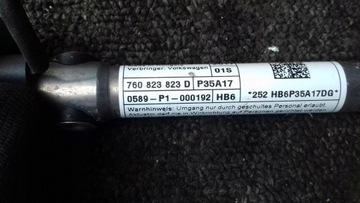 Verbringer: Volkswagen
01S
760 823 823 D P35A17
0589-P1-000192 HB6
*252 HB6P35A17DG*
Warnhinweis: Umgang nur durch geschultes Personal erlaubt.